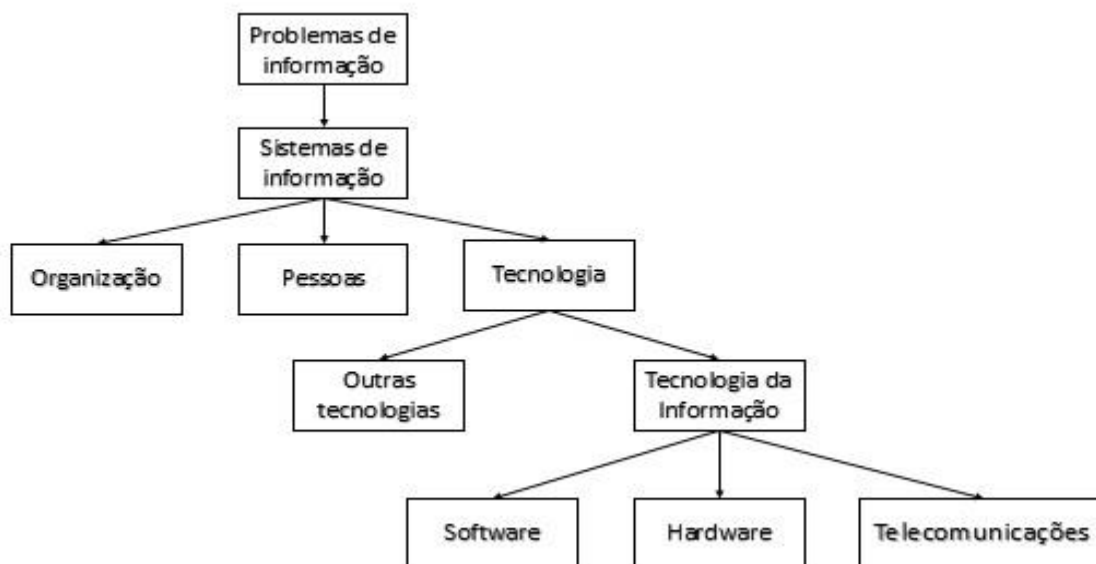 Problemas de
informação
Sistemas de
informação
Organização
Pessoas
Tecnologia
Outras
tecnologias
Tecnologia da
Informação
Software
Hardware
Telecomunicações